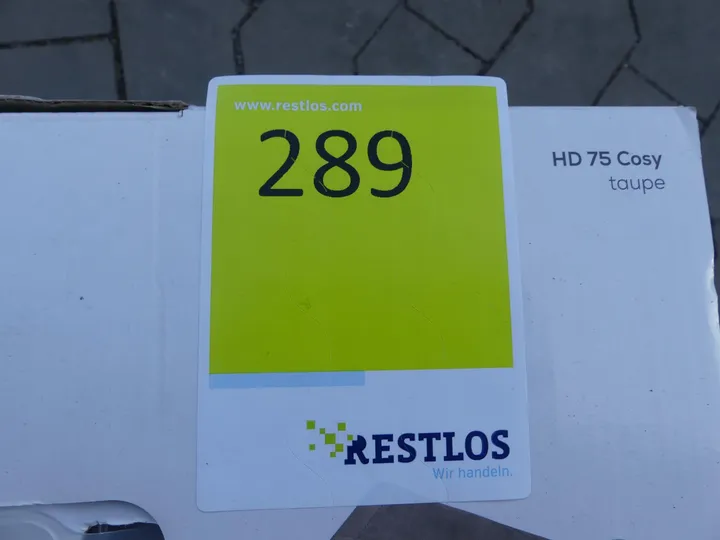 www.restlos.com
289
HD 75 Cosy
taupe
RESTLOS
Wir handeln.